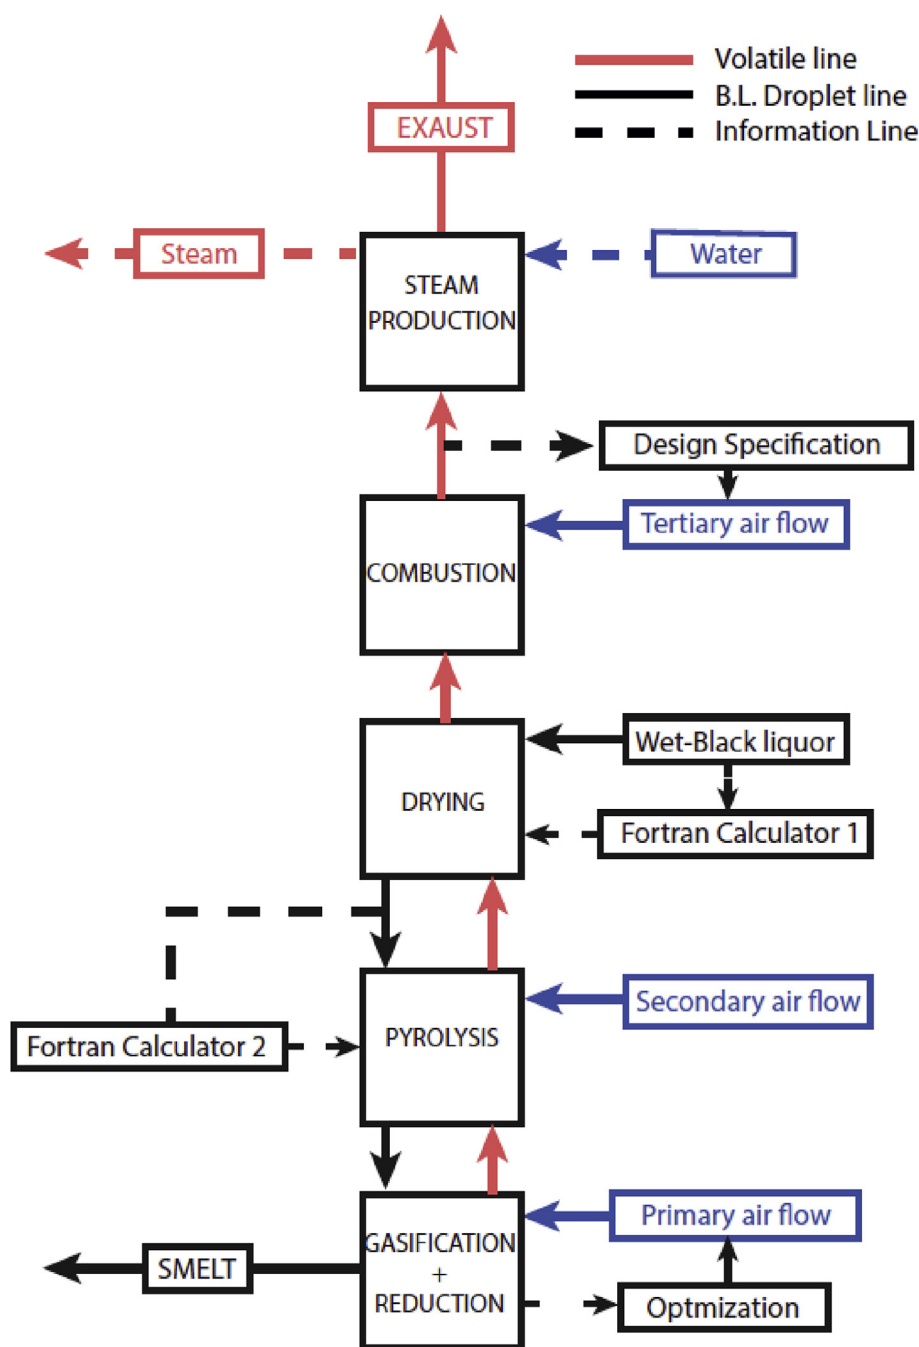 Volatile line
B.L. Droplet line
Information Line
EXAUST
Steam
Water
STEAM
PRODUCTION
Design Specification
Tertiary air flow
COMBUSTION
Wet-Black liquor
DRYING
Fortran Calculator 1
Secondary air flow
Fortran Calculator 2
PYROLYSIS
Primary air flow
GASIFICATION
+
REDUCTION
SMELT
Optmization